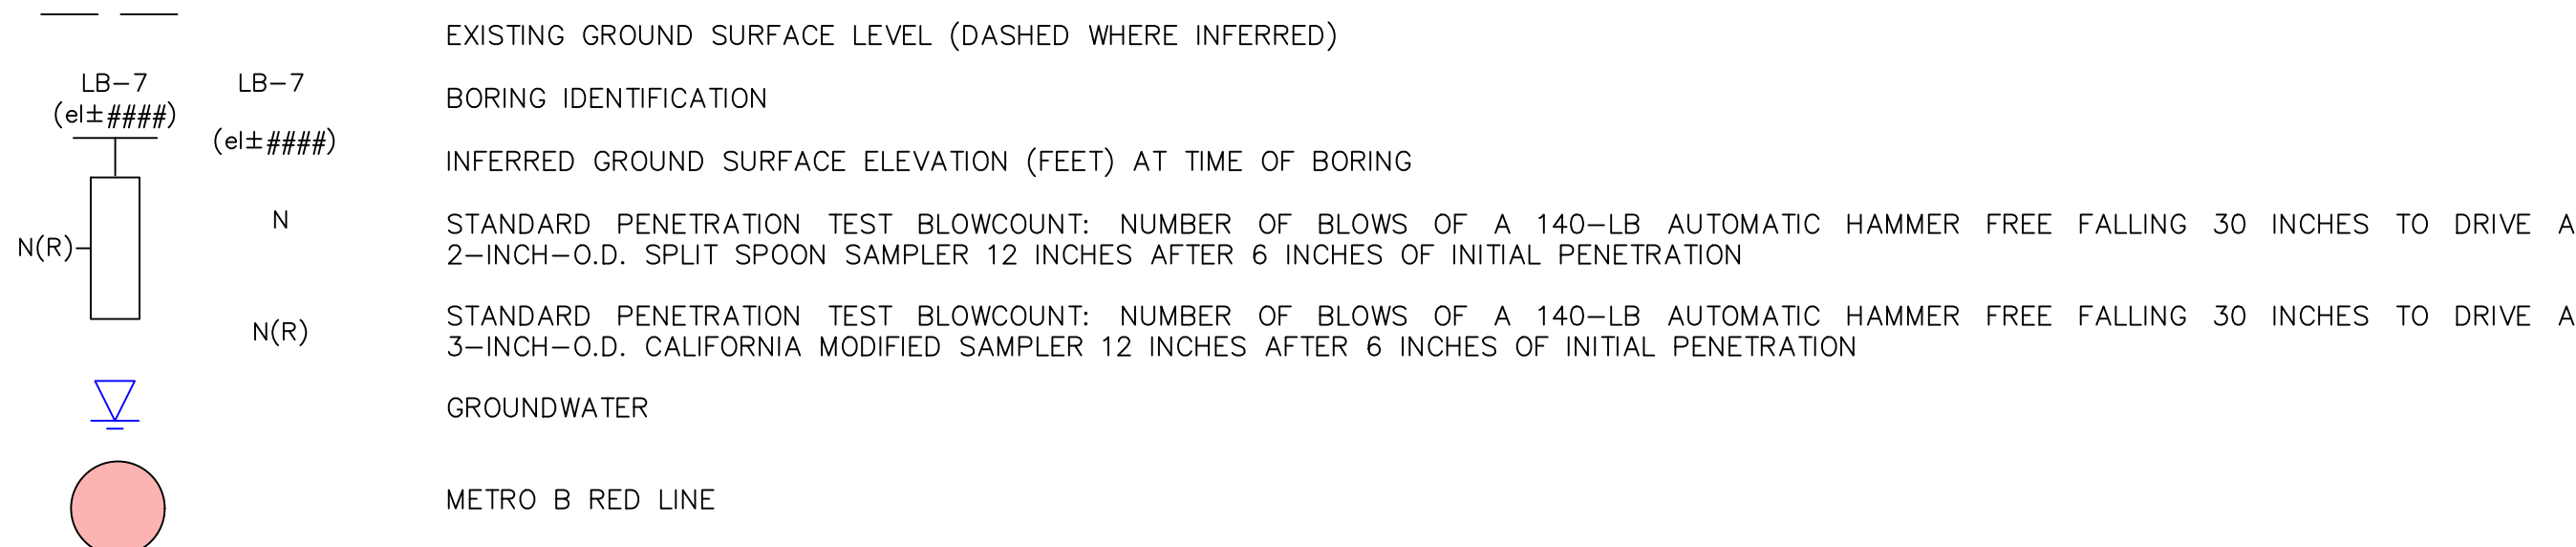 EXISTING GROUND SURFACE LEVEL (DASHED WHERE INFERRED)
LB-7
(el±####)
LB-7
BORING IDENTIFICATION
(el±####)
INFERRED GROUND SURFACE ELEVATION (FEET) AT TIME OF BORING
N(R)
N
STANDARD PENETRATION TEST BLOWCOUNT: NUMBER OF BLOWS OF A 140-LB AUTOMATIC HAMMER FREE FALLING 30 INCHES TO DRIVE A
2-INCH-O.D. SPLIT SPOON SAMPLER 12 INCHES AFTER 6 INCHES OF INITIAL PENETRATION
N(R)
STANDARD PENETRATION TEST BLOWCOUNT: NUMBER OF BLOWS OF A 140-LB AUTOMATIC HAMMER FREE FALLING 30 INCHES TO DRIVE A
3-INCH-O.D. CALIFORNIA MODIFIED SAMPLER 12 INCHES AFTER 6 INCHES OF INITIAL PENETRATION
GROUNDWATER
METRO B RED LINE